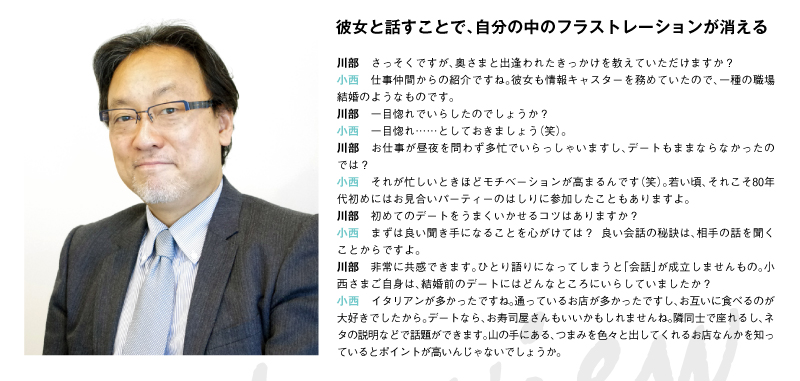 彼女と話すことで、自分の中のフラストレーションが消える
川部　さっそくですが、奥さまと出逢われたきっかけを教えていただけますか？
小西　仕事仲間からの紹介ですね。彼女も情報キャスターを務めていたので、一種の職場
結婚のようなものです。
川部　一目惚れでいらしたのでしょうか？
小西　一目惚れ……としておきましょう（笑）。
川部　お仕事が昼夜を問わず多忙でいらっしゃいますし、デートもままならなかったの
では？
小西　それが忙しいときほどモチベーションが高まるんです（笑）。若い頃、それこそ80年
代初めにはお見合いパーティーのはしりに参加したこともありますよ。
川部　初めてのデートをうまくいかせるコツはありますか？
小西　まずは良い聞き手になることを心がけては？　良い会話の秘訣は、相手の話を聞く
ことからですよ。
川部　非常に共感できます。ひとり語りになってしまうと「会話」が成立しませんもの。小
西さまご自身は、結婚前のデートにはどんなところにいらしていましたか？
小西　イタリアンが多かったですね。通っているお店が多かったですし、お互いに食べるのが
大好きでしたから。デートなら、お寿司屋さんもいいかもしれませんね。隣同士で座れるし、ネ
タの説明などで話題ができます。山の手にある、つまみを色々と出してくれるお店なんかを知っ
ているとポイントが高いんじゃないでしょうか。